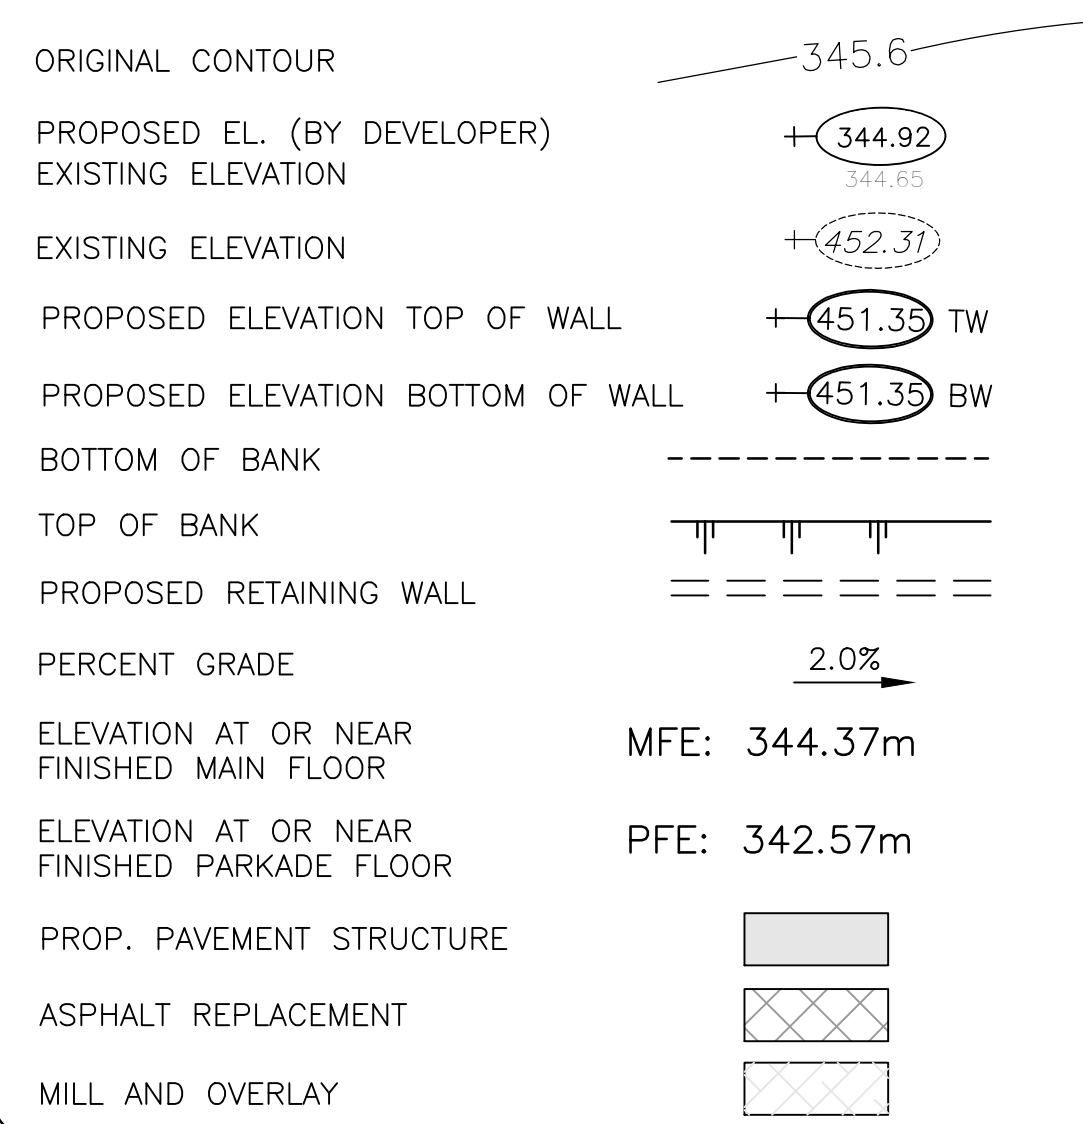 ORIGINAL CONTOUR 345.6
PROPOSED EL. (BY DEVELOPER) 344.92
EXISTING ELEVATION 344.65
EXISTING ELEVATION 452.31
PROPOSED ELEVATION TOP OF WALL 451.35 TW
PROPOSED ELEVATION BOTTOM OF WALL 451.35 BW
BOTTOM OF BANK
TOP OF BANK
PROPOSED RETAINING WALL
PERCENT GRADE 2.0%
ELEVATION AT OR NEAR
FINISHED MAIN FLOOR
MFE: 344.37m
ELEVATION AT OR NEAR
FINISHED PARKADE FLOOR
PFE: 342.57m
PROP. PAVEMENT STRUCTURE
ASPHALT REPLACEMENT
MILL AND OVERLAY